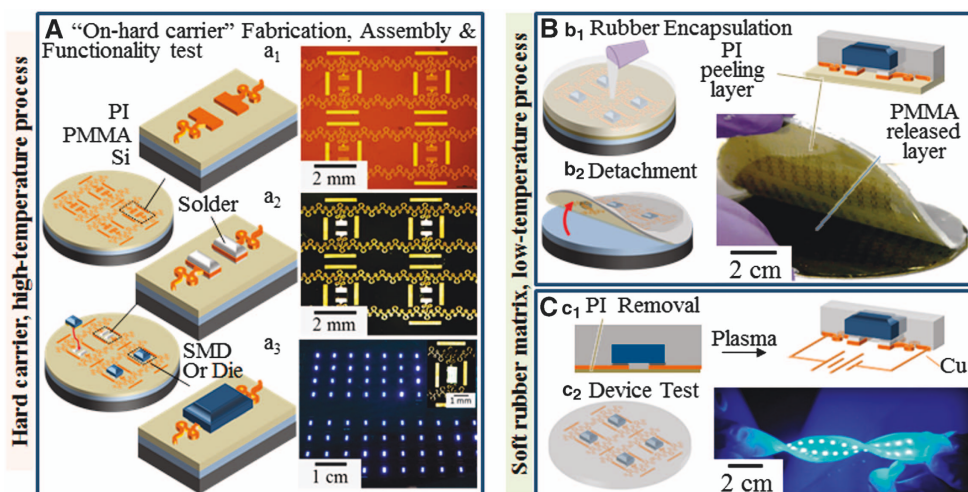 Hard carrier, high-temperature process
A "On-hard carrier" Fabrication, Assembly &
Functionality test
a1
PI
PMMA
Si
2 mm
a2
Solder
2 mm
a3
SMD
Or Die
1 mm
1 cm
Soft rubber matrix, low-temperature process
B b1 Rubber Encapsulation
PI
peeling
layer
PMMA
released
layer
b2 Detachment
2 cm
C c1 PI Removal
Plasma
Cu
c2 Device Test
2 cm